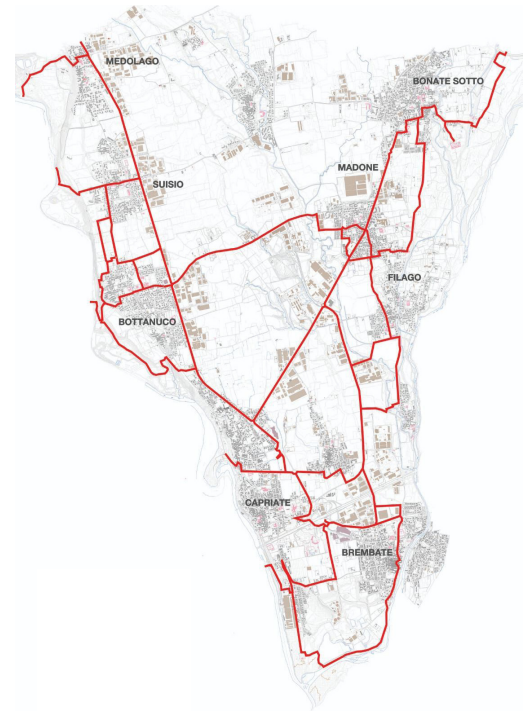 MEDOLAGO
BONATE SOTTO
MADONE
SUISIO
FILAGO
BOTTANUCO
CAPRIATE
BREMBATE